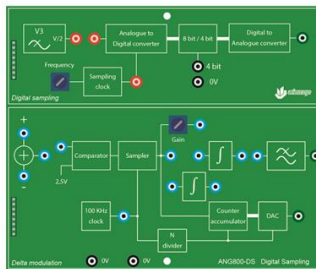 V3
V/2
Analogue to
Digital converter
8 bit / 4 bit
Digital to
Analogue converter
Frequency
Sampling
clock
4 bit
0V
eduange
Digital sampling
+
-
2,5V
Comparator
Sampler
Gain
∫
∫
100 KHz
clock
Counter
accumulator
DAC
N
divider
0V
0V
Delta modulation
ANG800-DS Digital Sampling